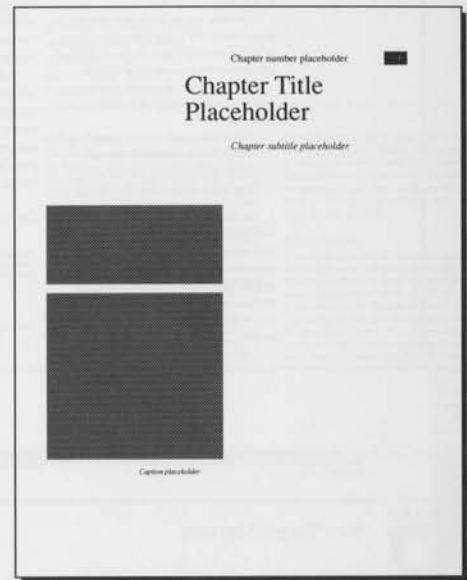 Chapter number placeholder
Chapter Title
Placeholder
Chapter subtitle placeholder
Caption placeholder